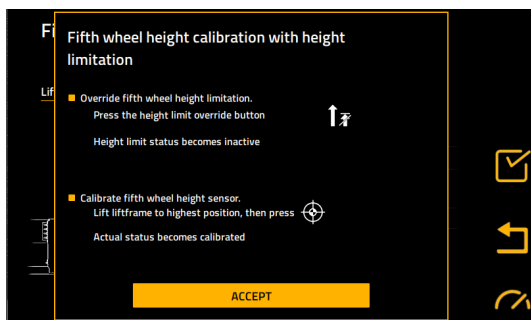 Fi
Fifth wheel height calibration with height
limitation
Lif
Override fifth wheel height limitation.
Press the height limit override button
Height limit status becomes inactive
Calibrate fifth wheel height sensor.
Lift liftframe to highest position, then press
Actual status becomes calibrated
ACCEPT